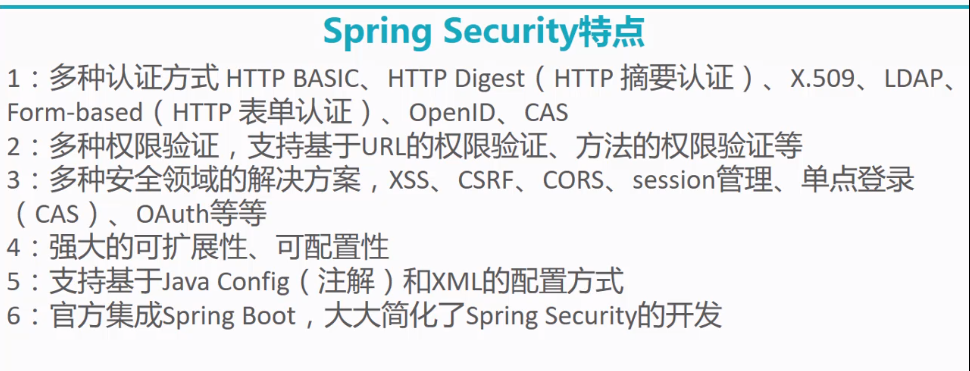 Spring Security特点
1：多种认证方式 HTTP BASIC、HTTP Digest（HTTP 摘要认证）、X.509、LDAP、
Form-based（HTTP 表单认证）、OpenID、CAS
2：多种权限验证，支持基于URL的权限验证、方法的权限验证等
3：多种安全领域的解决方案，XSS、CSRF、CORS、session管理、单点登录
（CAS）、OAuth等等
4：强大的可扩展性、可配置性
5：支持基于Java Config（注解）和XML的配置方式
6：官方集成Spring Boot，大大简化了Spring Security的开发